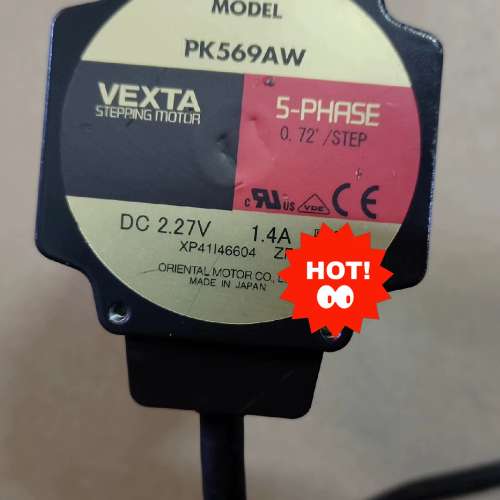 MODEL
PK569AW
VEXTA
STEPPING MOTOR
5-PHASE
0.72°/STEP
c RU US VDE CE
DC 2.27V 1.4A
XP41I46604
ORIENTAL MOTOR CO.,
MADE IN JAPAN
HOT!